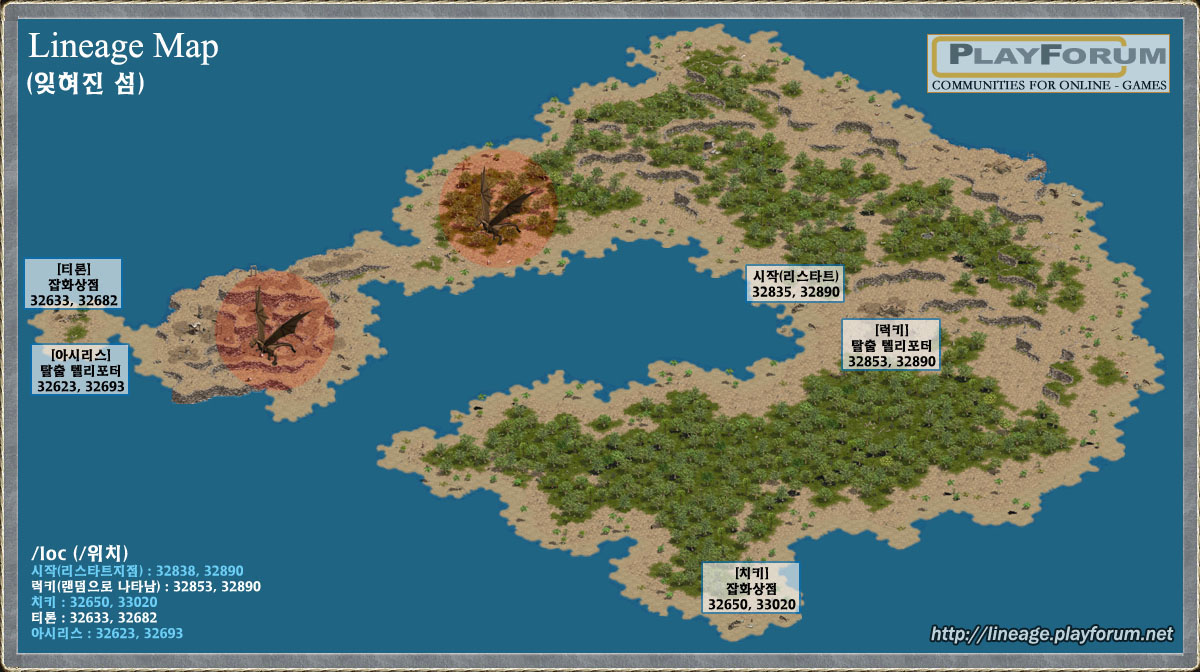 Lineage Map
(잊혀진 섬)
PLAYFORUM
COMMUNITIES FOR ONLINE - GAMES
[티론]
잡화상점
32633, 32682
[아시리스]
탈출 텔리포터
32623, 32693
시작(리스타트)
32835, 32890
[럭키]
탈출 텔리포터
32853, 32890
[치키]
잡화상점
32650, 33020
/loc (/위치)
시작(리스타트지점) : 32838, 32890
럭키(랜덤으로 나타남) : 32853, 32890
치키 : 32650, 33020
티론 : 32633, 32682
아시리스 : 32623, 32693
http://lineage.playforum.net